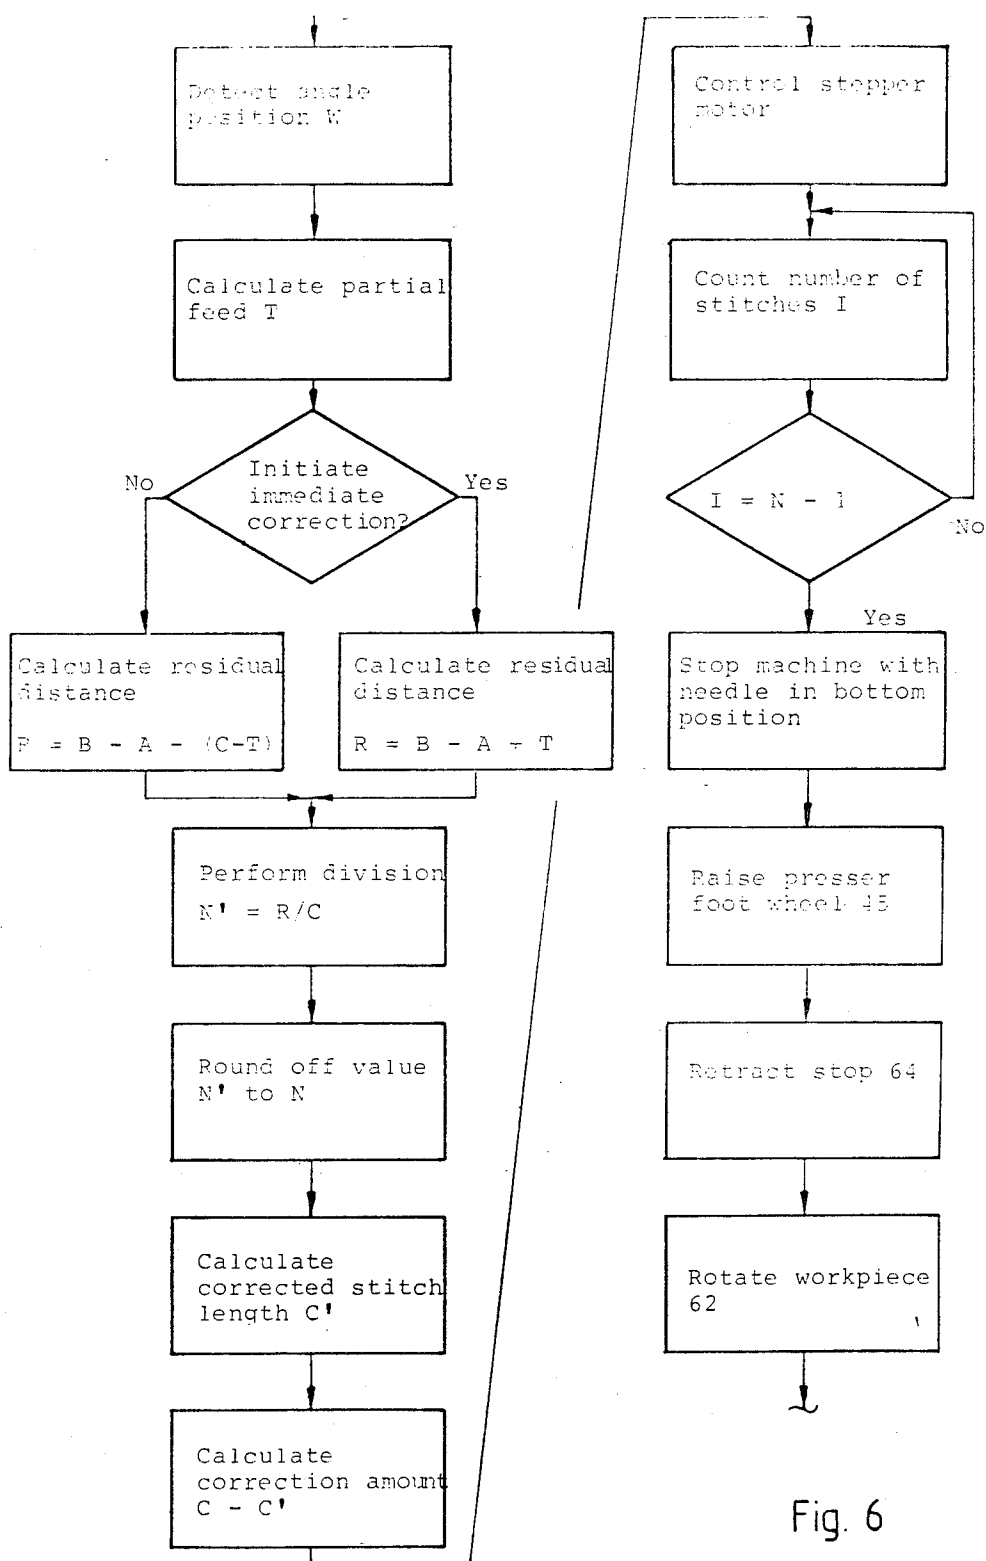 Detect angle
position W
Calculate partial
feed T
Initiate
immediate
correction?
No
Yes
Calculate residual
distance
R = B - A - (C-T)
Calculate residual
distance
R = B - A + T
Perform division
N' = R/C
Round off value
N' to N
Calculate
corrected stitch
length C'
Calculate
correction amount
C - C'
Control stepper
motor
Count number of
stitches I
I = N - 1
No
Yes
Stop machine with
needle in bottom
position
Raise presser
foot wheel 45
Retract stop 64
Rotate workpiece
62
Fig. 6